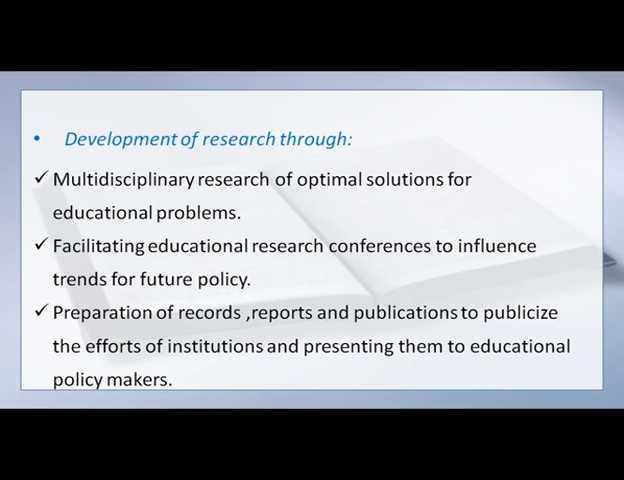 • Development of research through:
✓ Multidisciplinary research of optimal solutions for
educational problems.
✓ Facilitating educational research conferences to influence
trends for future policy.
✓ Preparation of records ,reports and publications to publicize
the efforts of institutions and presenting them to educational
policy makers.